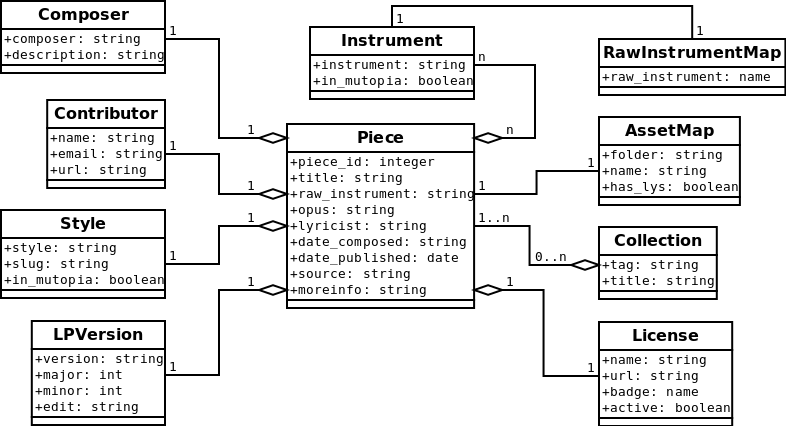 Composer
+composer: string
+description: string
1
1
Contributor
+name: string
+email: string
+url: string
1
1
Style
+style: string
+slug: string
+in_mutopia: boolean
1
1
LPVersion
+version: string
+major: int
+minor: int
+edit: string
1
1
Instrument
+instrument: string
+in_mutopia: boolean
1
n
n
Piece
+piece_id: integer
+title: string
+raw_instrument: string
+opus: string
+lyricist: string
+date_composed: string
+date_published: date
+source: string
+moreinfo: string
1
RawInstrumentMap
+raw_instrument: name
1
1
AssetMap
+folder: string
+name: string
+has_lys: boolean
1..n
0..n
Collection
+tag: string
+title: string
1
1
License
+name: string
+url: string
+badge: name
+active: boolean